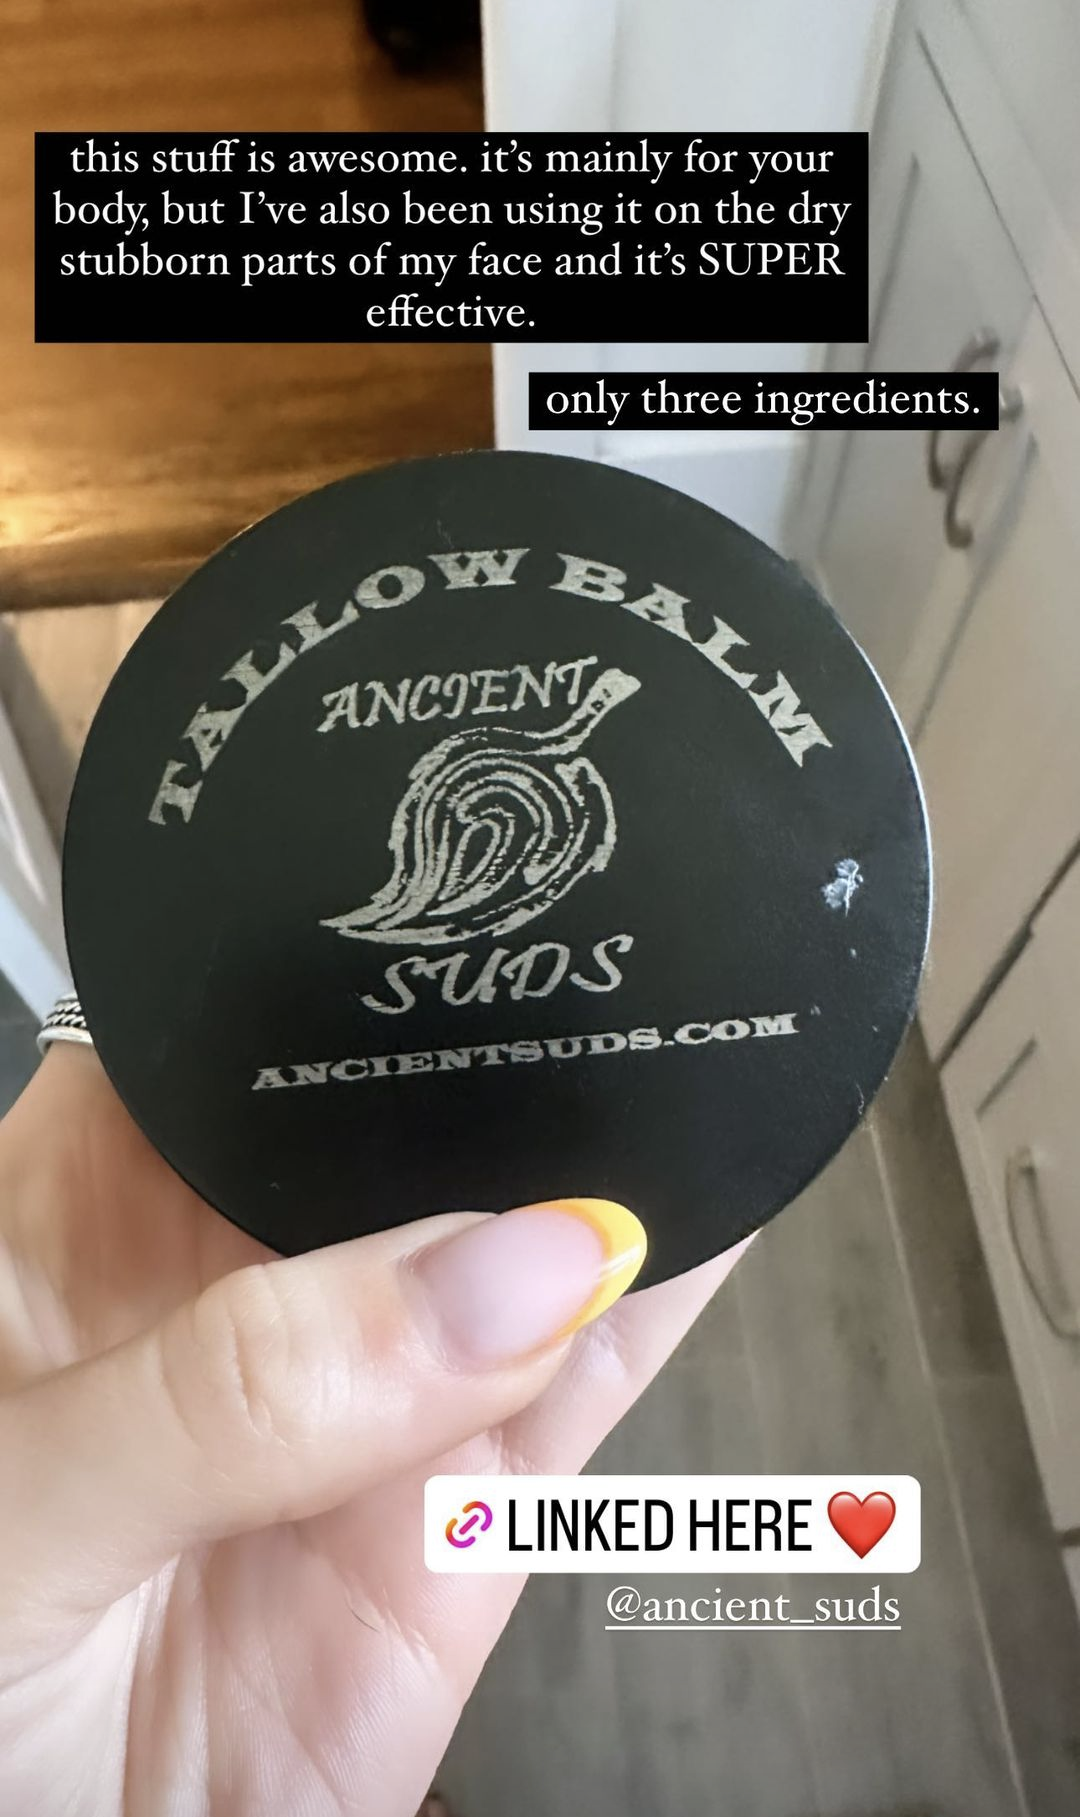 this stuff is awesome. it’s mainly for your
body, but I’ve also been using it on the dry
stubborn parts of my face and it’s SUPER
effective.
only three ingredients.
TALLOW BALM
ANCIENT
SUDS
ANCIENTSUDS.COM
LINKED HERE ❤️
@ancient_suds